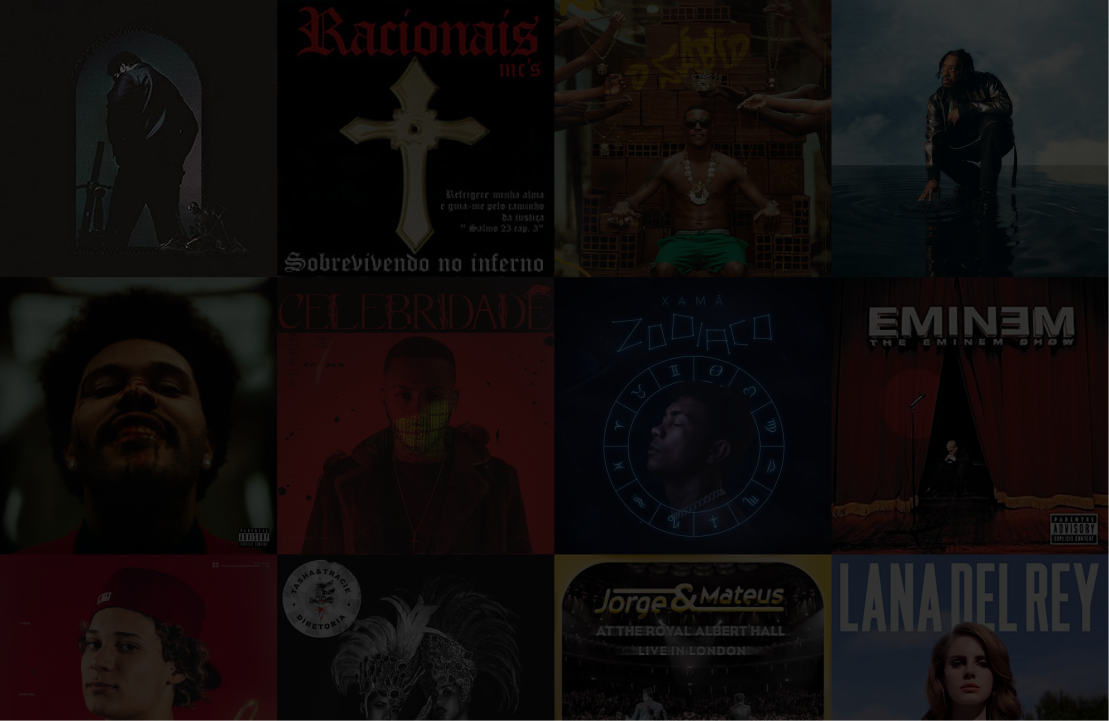 Racionais
mc's
Refrigere minha alma
e guia-me pelo caminho
da justiça
" Salmo 23 cap. 3"
Sobrevivendo no inferno
O SÁBIO
CELEBRIDADE
XAMÃ
ZODÍACO
EMINEM
THE EMINEM SHOW
PARENTAL
ADVISORY
EXPLICIT CONTENT
PARENTAL
ADVISORY
EXPLICIT CONTENT
TASHA & TRACIE
DIRETORIA
Jorge & Mateus
AT THE ROYAL ALBERT HALL
LIVE IN LONDON
LANA DEL REY